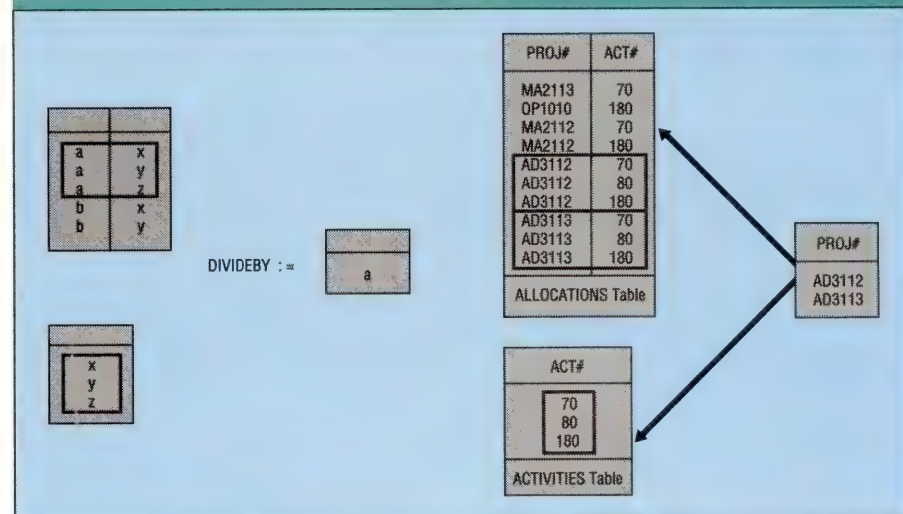 a x
a y
a z
b x
b y
x
y
z
DIVIDEBY :=
a
PROJ# ACT#
MA2113 70
OP1010 180
MA2112 70
MA2112 180
AD3112 70
AD3112 80
AD3112 180
AD3113 70
AD3113 80
AD3113 180
ALLOCATIONS Table
ACT#
70
80
180
ACTIVITIES Table
PROJ#
AD3112
AD3113